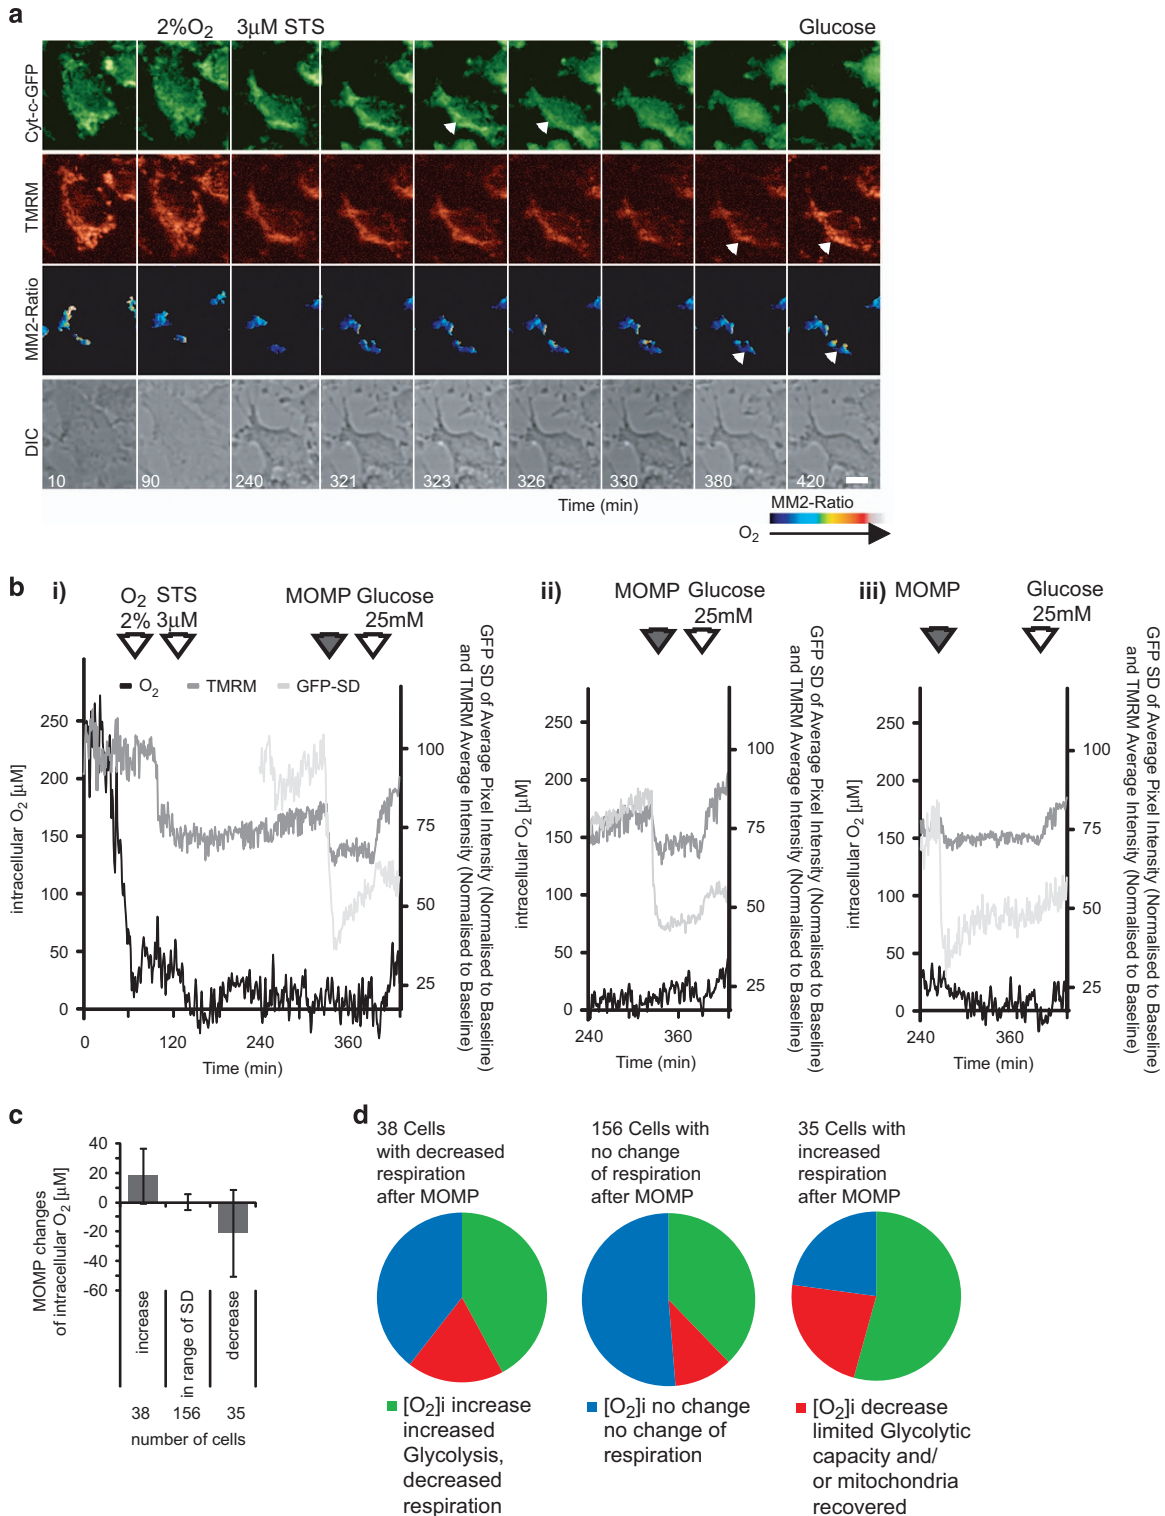 a
2%O2 3µM STS Glucose
Cyt-c-GFP
TMRM
MM2-Ratio
DIC
10 90 240 321 323 326 330 380 420
Time (min)
MM2-Ratio
O2
b
i)
O2 2%
STS 3µM
MOMP
Glucose 25mM
O2 TMRM GFP-SD
intracellular O2 [µM]
250
200
150
100
50
0
100
75
50
25
0 120 240 360
Time (min)
GFP SD of Average Pixel Intensity (Normalised to Baseline)
and TMRM Average Intensity (Normalised to Baseline)
ii)
MOMP
Glucose 25mM
intracellular O2 [µM]
250
200
150
100
50
0
100
75
50
25
240 360
Time (min)
GFP SD of Average Pixel Intensity (Normalised to Baseline)
and TMRM Average Intensity (Normalised to Baseline)
iii)
MOMP
Glucose
25mM
intracellular O2 [µM]
250
200
150
100
50
0
100
75
50
25
240 360
Time (min)
GFP SD of Average Pixel Intensity (Normalised to Baseline)
and TMRM Average Intensity (Normalised to Baseline)
c
MOMP changes
of intracellular O2 [µM]
40
20
0
-20
-40
-60
increase
in range of SD
decrease
38 156 35
number of cells
d
38 Cells
with decreased
respiration
after MOMP
156 Cells with
no change
of respiration
after MOMP
35 Cells with
increased
respiration
after MOMP
[O2]i increase
increased
Glycolysis,
decreased
respiration
[O2]i no change
no change of
respiration
[O2]i decrease
limited Glycolytic
capacity and/
or mitochondria
recovered